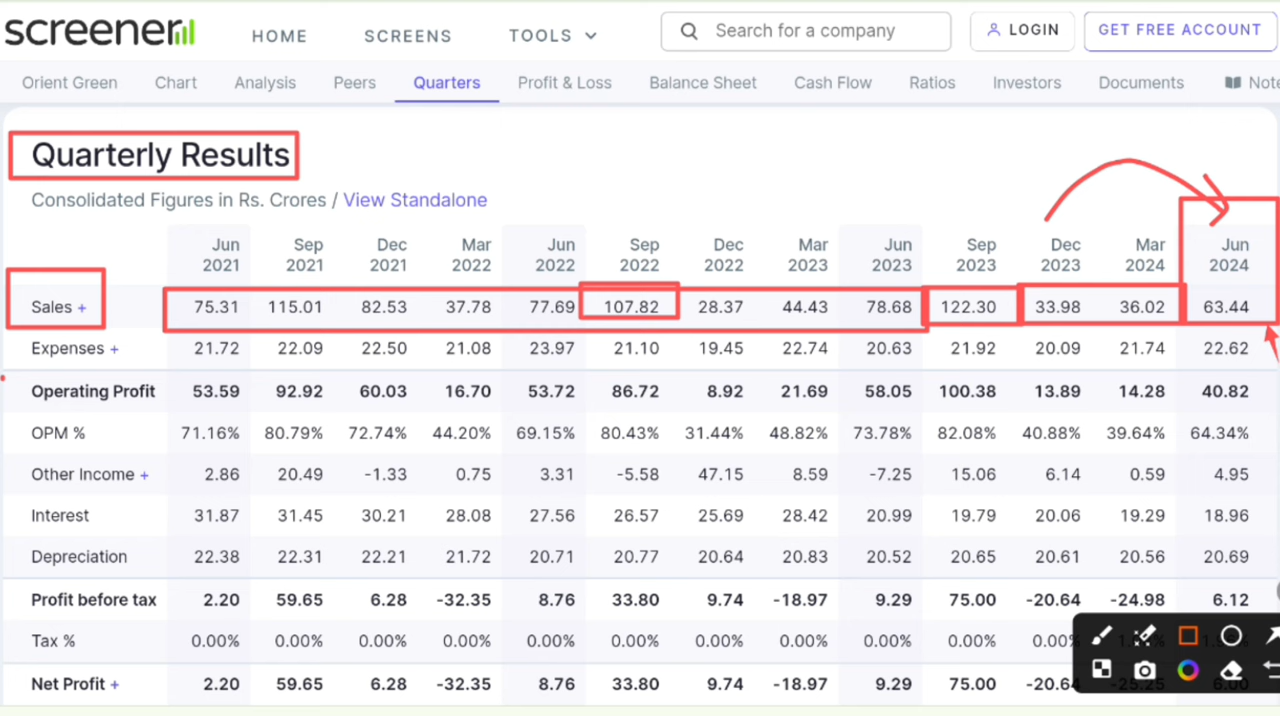 screener HOME SCREENS TOOLS Search for a company LOGIN GET FREE ACCOUNT
Orient Green Chart Analysis Peers Quarters Profit & Loss Balance Sheet Cash Flow Ratios Investors Documents
Quarterly Results
Consolidated Figures in Rs. Crores / View Standalone
Jun Sep Dec Mar Jun Sep Dec Mar Jun Sep Dec Mar Jun
2021 2021 2021 2022 2022 2022 2022 2023 2023 2023 2023 2024 2024
Sales + 75.31 115.01 82.53 37.78 77.69 107.82 28.37 44.43 78.68 122.30 33.98 36.02 63.44
Expenses + 21.72 22.09 22.50 21.08 23.97 21.10 19.45 22.74 20.63 21.92 20.09 21.74 22.62
Operating Profit 53.59 92.92 60.03 16.70 53.72 86.72 8.92 21.69 58.05 100.38 13.89 14.28 40.82
OPM % 71.16% 80.79% 72.74% 44.20% 69.15% 80.43% 31.44% 48.82% 73.78% 82.08% 40.88% 39.64% 64.34%
Other Income + 2.86 20.49 -1.33 0.75 3.31 -5.58 47.15 8.59 -7.25 15.06 6.14 0.59 4.95
Interest 31.87 31.45 30.21 28.08 27.56 26.57 25.69 28.42 20.99 19.79 20.06 19.29 18.96
Depreciation 22.38 22.31 22.21 21.72 20.71 20.77 20.64 20.83 20.52 20.65 20.61 20.56 20.69
Profit before tax 2.20 59.65 6.28 -32.35 8.76 33.80 9.74 -18.97 9.29 75.00 -20.64 -24.98 6.12
Tax % 0.00% 0.00% 0.00% 0.00% 0.00% 0.00% 0.00% 0.00% 0.00% 0.00% 0.00%
Net Profit + 2.20 59.65 6.28 -32.35 8.76 33.80 9.74 -18.97 9.29 75.00 -20.64 -25.25 6.00